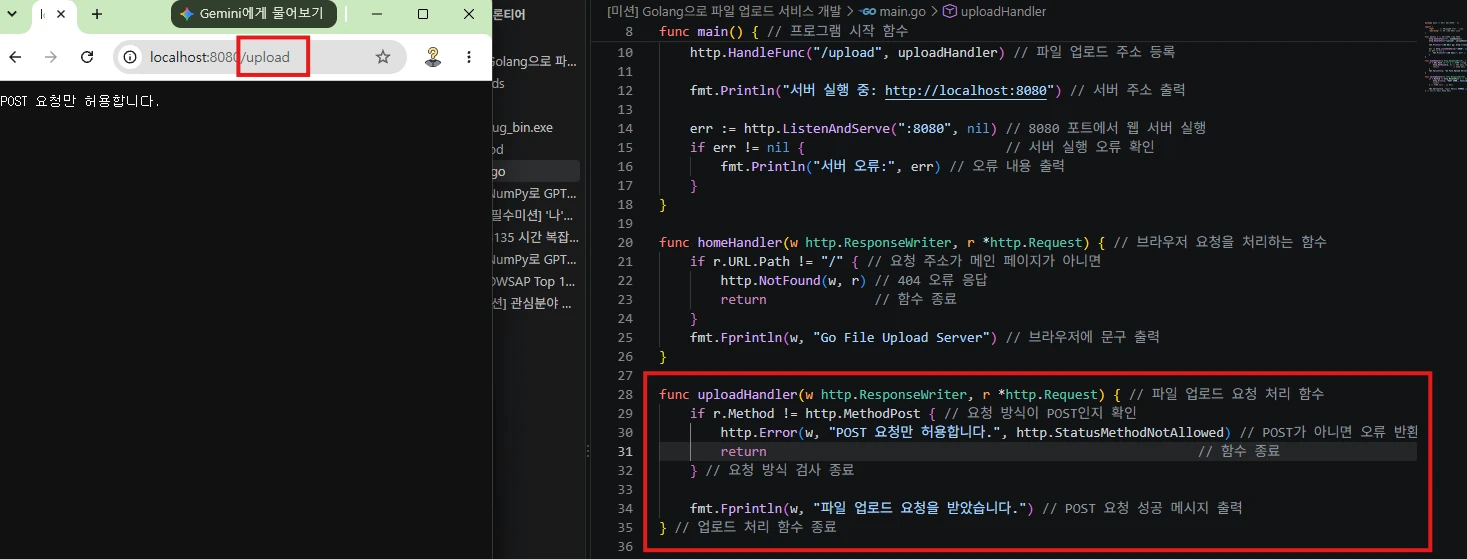 Gemini에게 물어보기
localhost:8080/upload
POST 요청만 허용합니다.
론티어
Golang으로 파...
ds
ug_bin.exe
od
go
NumPy로 GPT...
필수미션] '나'...
135 시간 복잡...
NumPy로 GPT...
OWSAP Top 1...
션] 관심분야 ...
[미션] Golang으로 파일 업로드 서비스 개발 > GO main.go > uploadHandler
8 func main() { // 프로그램 시작 함수
10 http.HandleFunc("/upload", uploadHandler) // 파일 업로드 주소 등록
11
12 fmt.Println("서버 실행 중: http://localhost:8080") // 서버 주소 출력
13
14 err := http.ListenAndServe(":8080", nil) // 8080 포트에서 웹 서버 실행
15 if err != nil { // 서버 실행 오류 확인
16 fmt.Println("서버 오류:", err) // 오류 내용 출력
17 }
18 }
19
20 func homeHandler(w http.ResponseWriter, r *http.Request) { // 브라우저 요청을 처리하는 함수
21 if r.URL.Path != "/" { // 요청 주소가 메인 페이지가 아니면
22 http.NotFound(w, r) // 404 오류 응답
23 return // 함수 종료
24 }
25 fmt.Fprintln(w, "Go File Upload Server") // 브라우저에 문구 출력
26 }
27
28 func uploadHandler(w http.ResponseWriter, r *http.Request) { // 파일 업로드 요청 처리 함수
29 if r.Method != http.MethodPost { // 요청 방식이 POST인지 확인
30 http.Error(w, "POST 요청만 허용합니다.", http.StatusMethodNotAllowed) // POST가 아니면 오류 반환
31 return // 함수 종료
32 } // 요청 방식 검사 종료
33
34 fmt.Fprintln(w, "파일 업로드 요청을 받았습니다.") // POST 요청 성공 메시지 출력
35 } // 업로드 처리 함수 종료
36